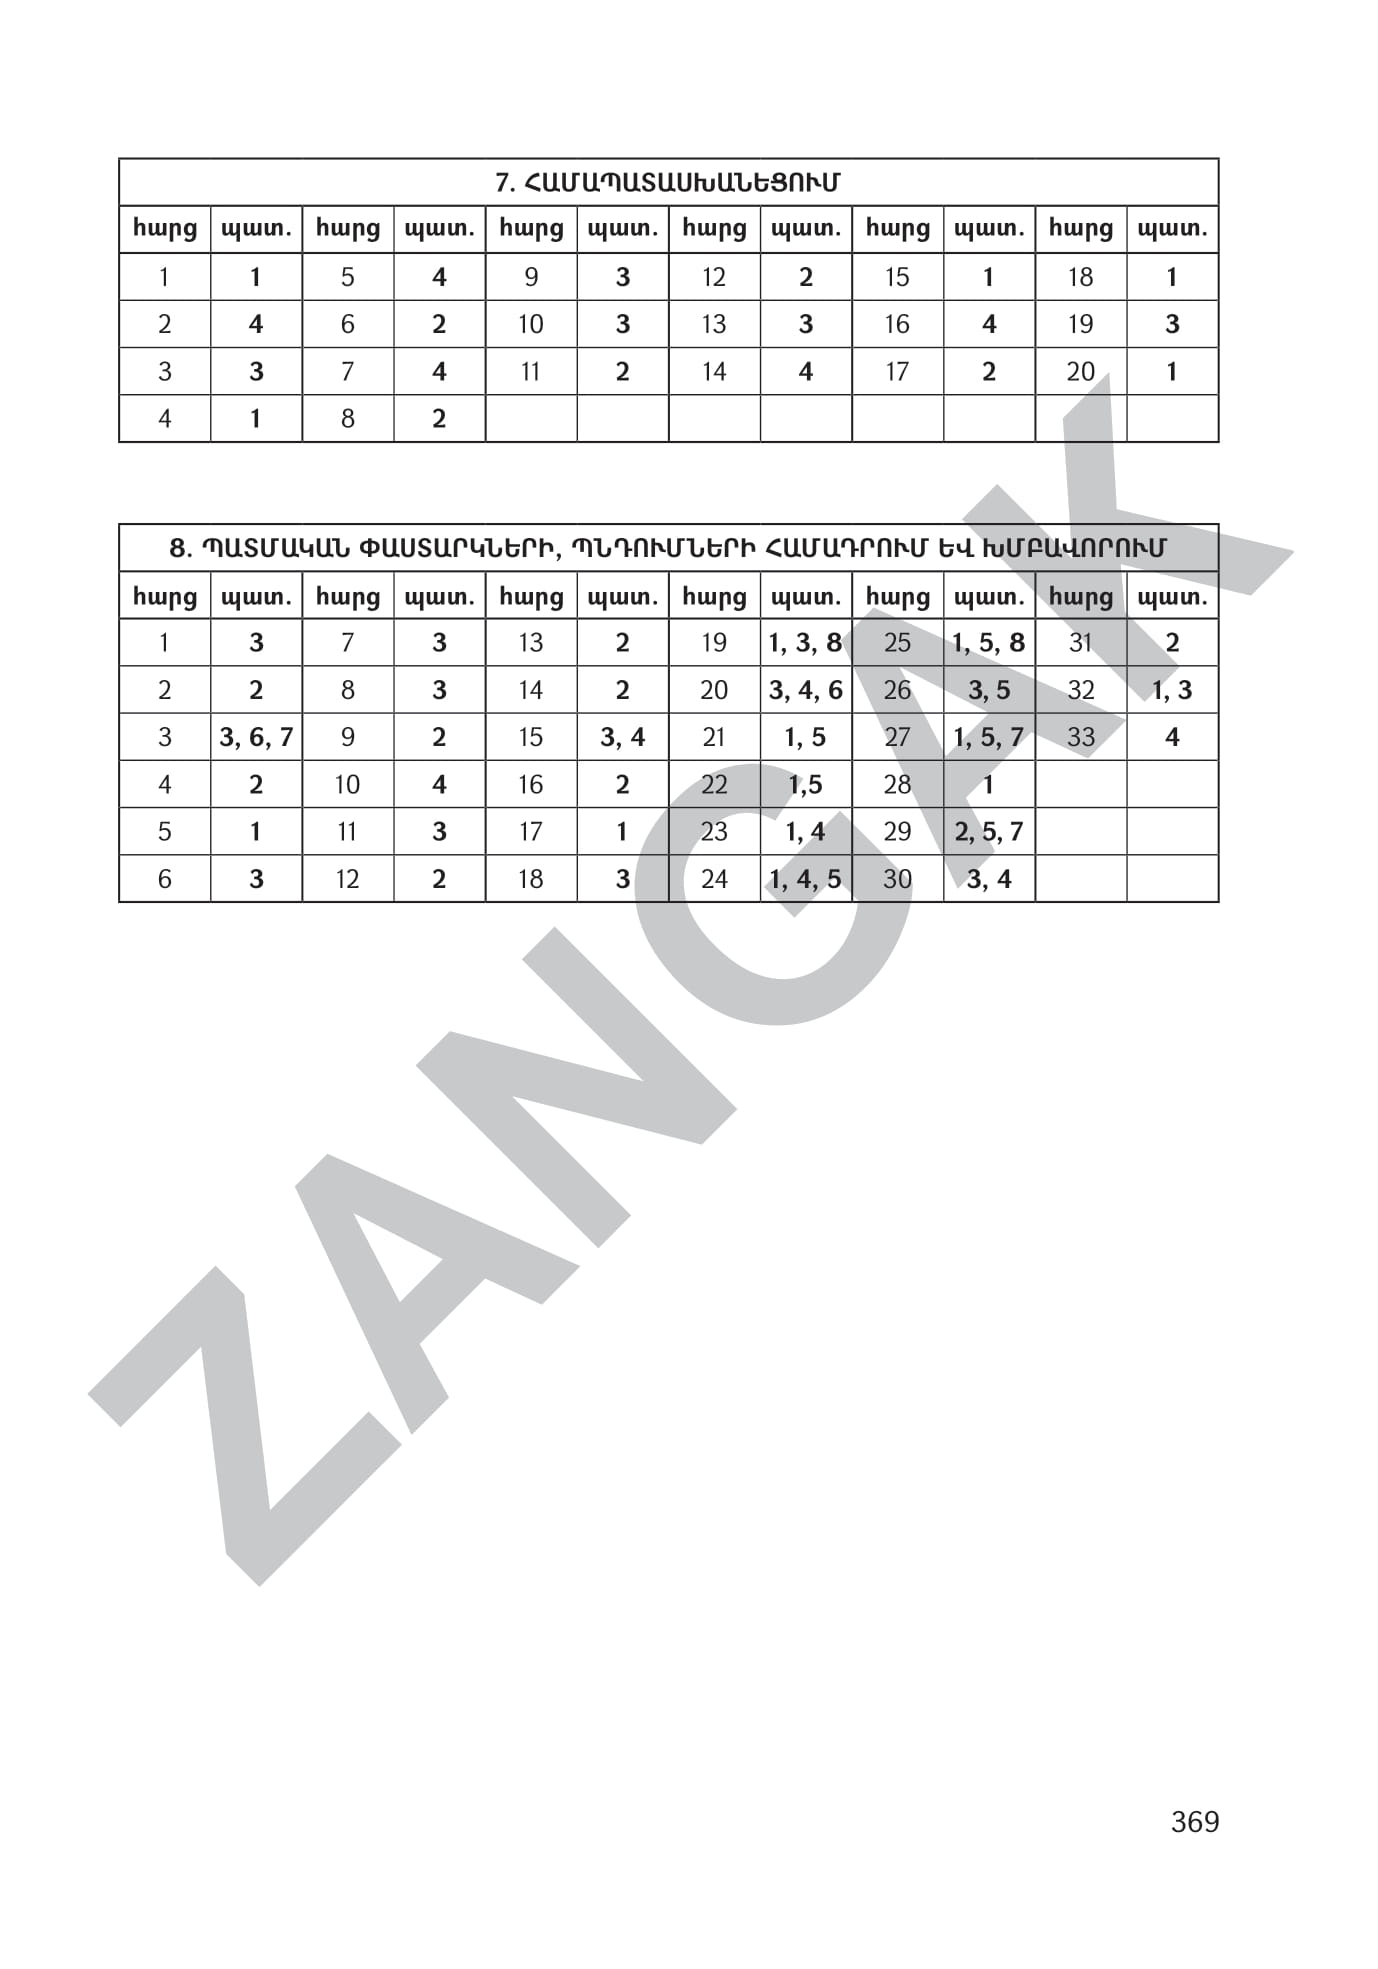 7. ՀԱՄԱՊԱՏԱՍԽԱՆԵՑՈՒՄ
հարց պատ. հարց պատ. հարց պատ. հարց պատ. հարց պատ. հարց պատ.
1 1 5 4 9 3 12 2 15 1 18 1
2 4 6 2 10 3 13 3 16 4 19 3
3 3 7 4 11 2 14 4 17 2 20 1
4 1 8 2
8. ՊԱՏՄԱԿԱՆ ՓԱՍՏԱՐԿՆԵՐԻ, ՊՆԴՈՒՄՆԵՐԻ ՀԱՄԱԴՐՈՒՄ ԵՎ ԽՄԲԱՎՈՐՈՒՄ
հարց պատ. հարց պատ. հարց պատ. հարց պատ. հարց պատ. հարց պատ.
1 3 7 3 13 2 19 1, 3, 8 25 1, 5, 8 31 2
2 2 8 3 14 2 20 3, 4, 6 26 3, 5 32 1, 3
3 3, 6, 7 9 2 15 3, 4 21 1, 5 27 1, 5, 7 33 4
4 2 10 4 16 2 22 1,5 28 1
5 1 11 3 17 1 23 1, 4 29 2, 5, 7
6 3 12 2 18 3 24 1, 4, 5 30 3, 4
ZANGAK
369